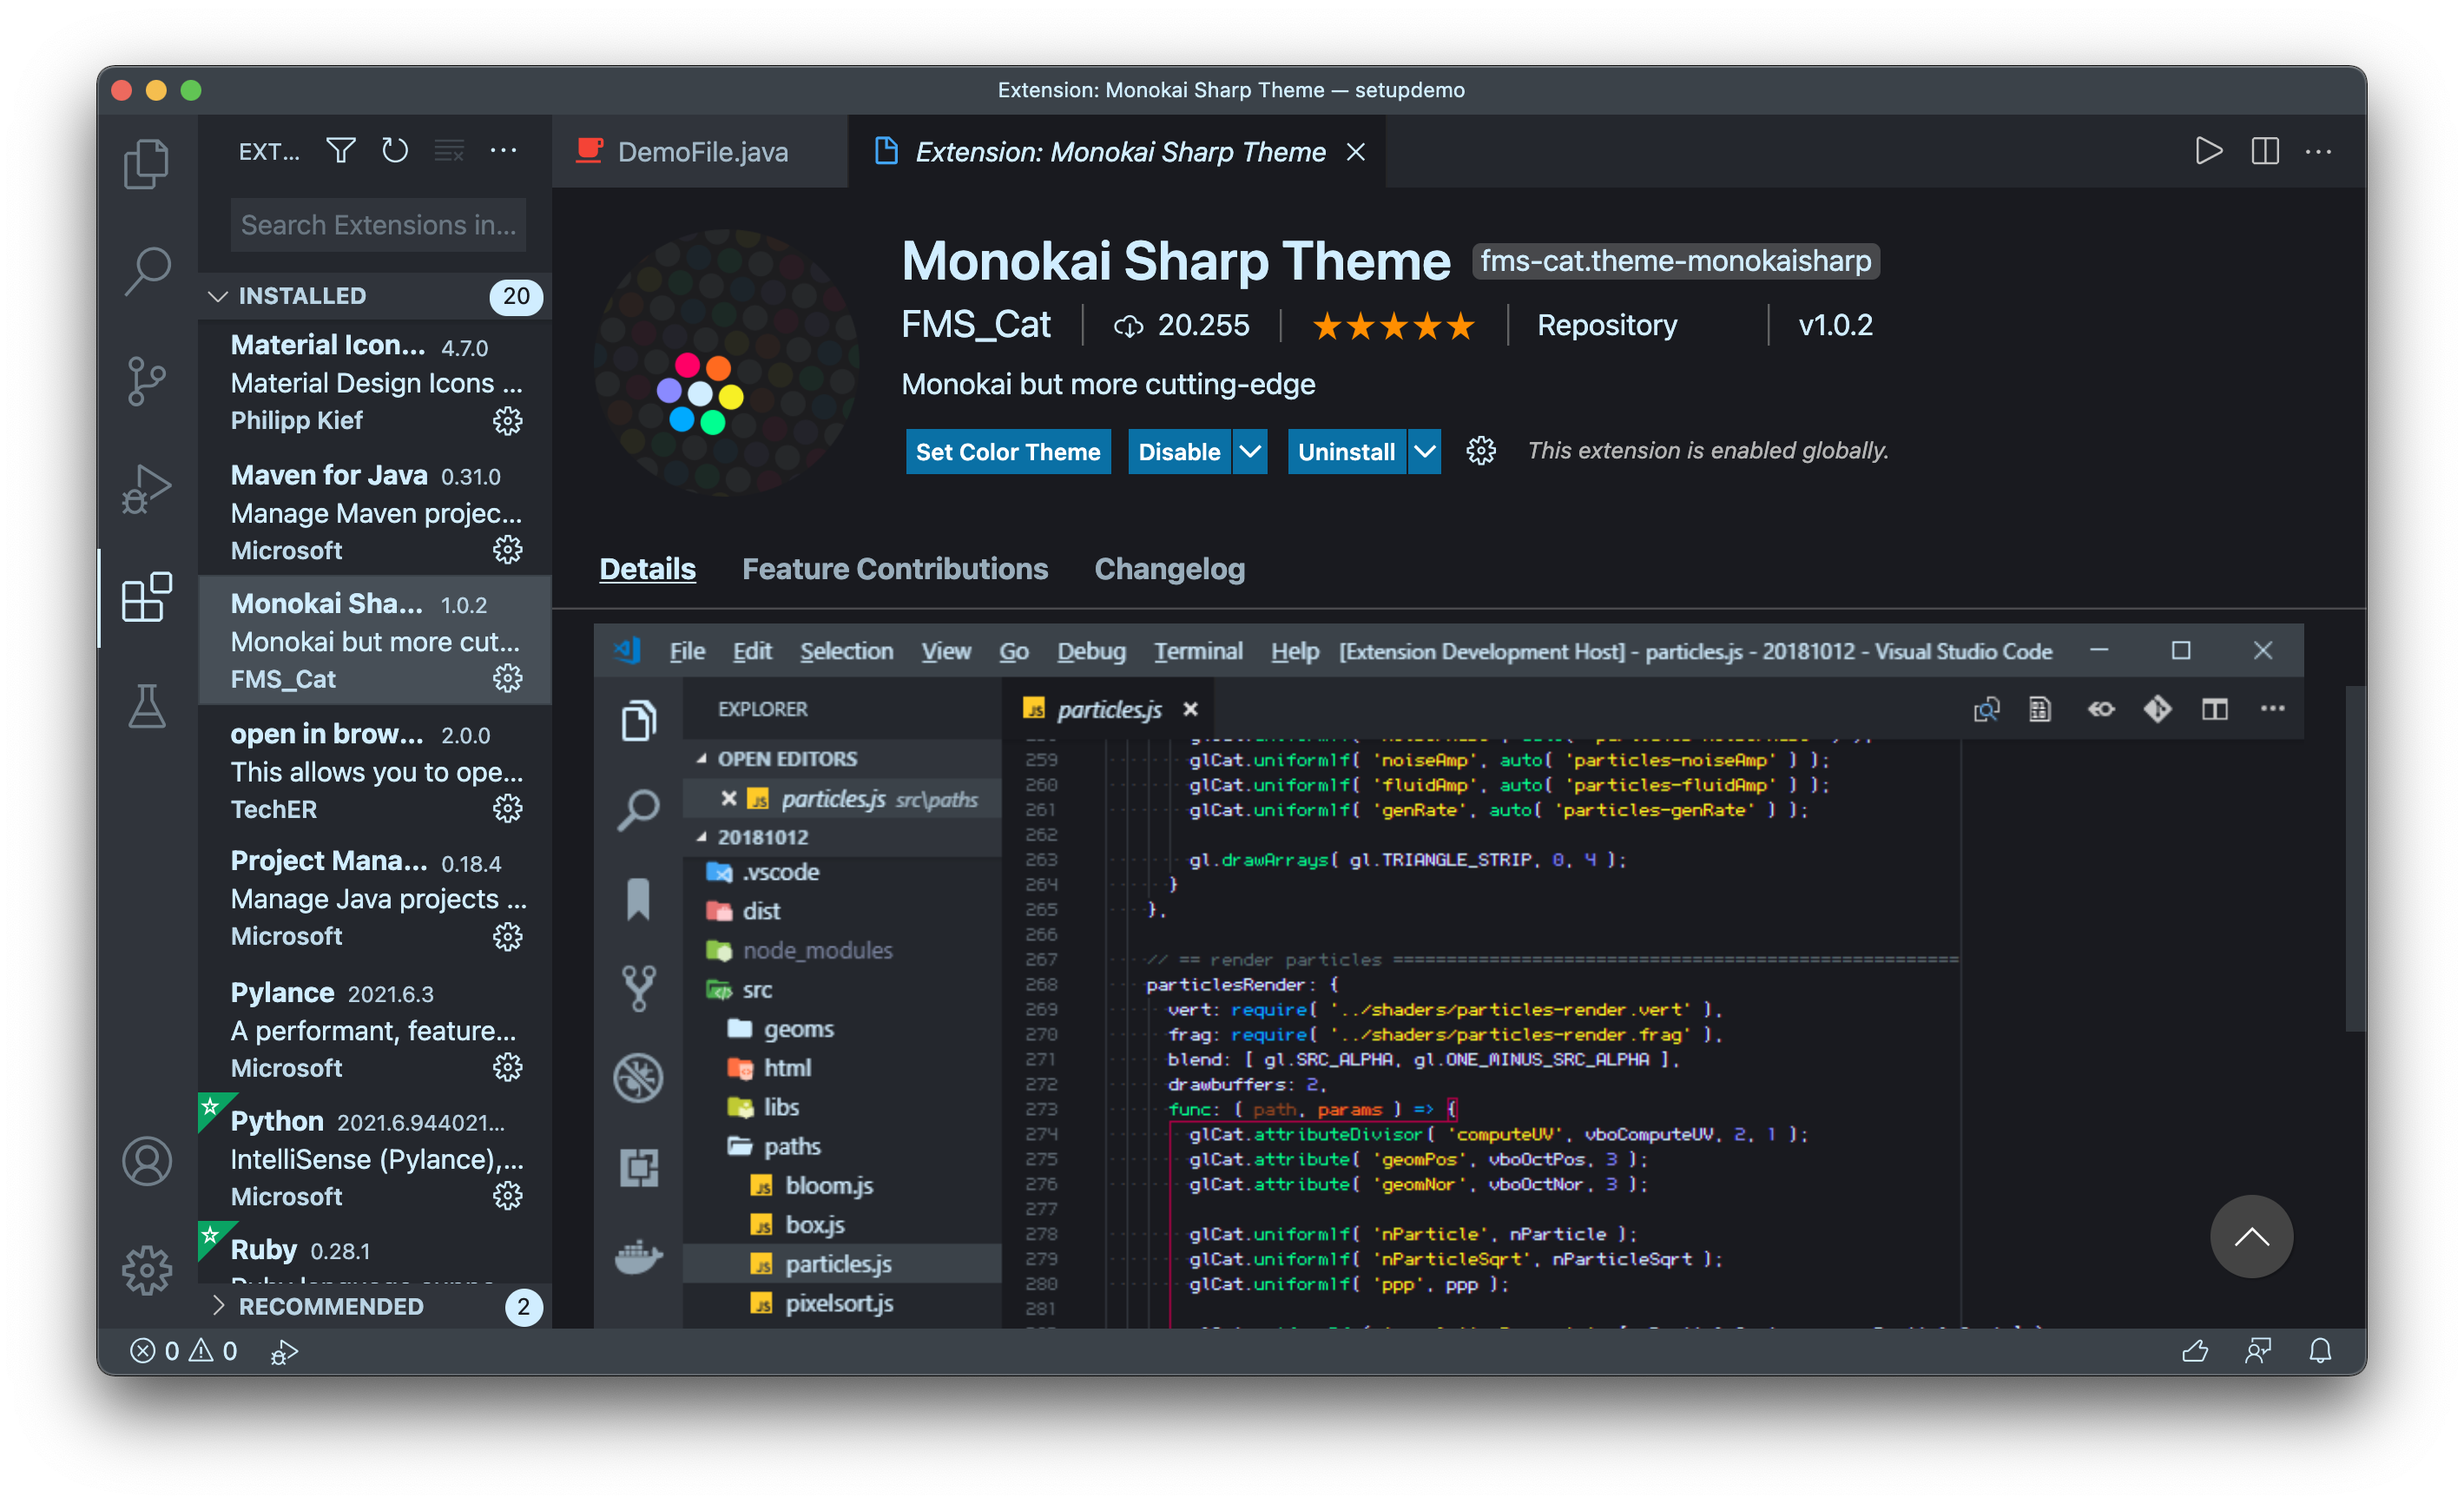 Extension: Monokai Sharp Theme — setupdemo
EXT...
Search Extensions in...
INSTALLED 20
Material Icon... 4.7.0
Material Design Icons ...
Philipp Kief
Maven for Java 0.31.0
Manage Maven projec...
Microsoft
Monokai Sha... 1.0.2
Monokai but more cut...
FMS_Cat
open in brow... 2.0.0
This allows you to ope...
TechER
Project Mana... 0.18.4
Manage Java projects ...
Microsoft
Pylance 2021.6.3
A performant, feature...
Microsoft
Python 2021.6.944021...
IntelliSense (Pylance),...
Microsoft
Ruby 0.28.1
RECOMMENDED 2
DemoFile.java
Extension: Monokai Sharp Theme
Monokai Sharp Theme fms-cat.theme-monokaisharp
FMS_Cat 20.255 ★★★★★ Repository v1.0.2
Monokai but more cutting-edge
Set Color Theme Disable Uninstall This extension is enabled globally.
Details Feature Contributions Changelog
File Edit Selection View Go Debug Terminal Help [Extension Development Host] - particles.js - 20181012 - Visual Studio Code
EXPLORER
OPEN EDITORS
JS particles.js src\paths
20181012
.vscode
dist
node_modules
src
geoms
html
libs
paths
JS bloom.js
JS box.js
JS particles.js
JS pixelsort.js
JS particles.js
259 glCat.uniform1f( 'noiseAmp', auto( 'particles-noiseAmp' ) );
260 glCat.uniform1f( 'fluidAmp', auto( 'particles-fluidAmp' ) );
261 glCat.uniform1f( 'genRate', auto( 'particles-genRate' ) );
262
263 gl.drawArrays( gl.TRIANGLE_STRIP, 0, 4 );
264 }
265 },
266
267 // == render particles =====================================================
268 particlesRender: {
269 vert: require( '../shaders/particles-render.vert' ),
270 frag: require( '../shaders/particles-render.frag' ),
271 blend: [ gl.SRC_ALPHA, gl.ONE_MINUS_SRC_ALPHA ],
272 drawbuffers: 2,
273 func: ( path, params ) => {
274 glCat.attributeDivisor( 'computeUV', vboComputeUV, 2, 1 );
275 glCat.attribute( 'geomPos', vboOctPos, 3 );
276 glCat.attribute( 'geomNor', vboOctNor, 3 );
277
278 glCat.uniform1f( 'nParticle', nParticle );
279 glCat.uniform1f( 'nParticleSqrt', nParticleSqrt );
280 glCat.uniform1f( 'ppp', ppp );
281
0 0